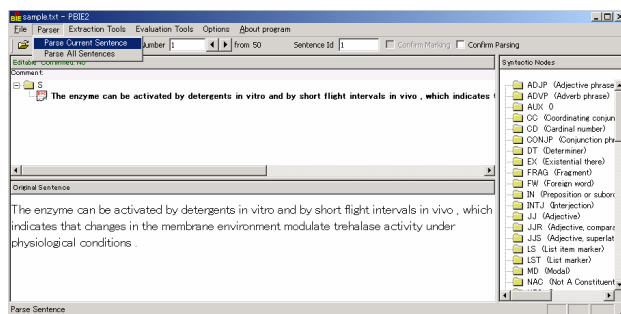 sample.txt - PBIE2
File Parser Extraction Tools Evaluation Tools Options About program
Parse Current Sentence
Parse All Sentences
Number 1 from 50 Sentence Id 1 Confirm Marking Confirm Parsing
Editable Confirmed: No
Comment:
S
The enzyme can be activated by detergents in vitro and by short flight intervals in vivo , which indicates
Original Sentence
The enzyme can be activated by detergents in vitro and by short flight intervals in vivo , which
indicates that changes in the membrane environment modulate trehalase activity under
physiological conditions .
Syntactic Nodes
ADJP (Adjective phrase
ADVP (Adverb phrase)
AUX ()
CC (Coordinating conjun
CD (Cardinal number)
CONJP (Conjunction phr
DT (Determiner)
EX (Existential there)
FRAG (Fragment)
FW (Foreign word)
IN (Preposition or subor
INTJ (Interjection)
JJ (Adjective)
JJR (Adjective, compara
JJS (Adjective, superlat
LS (List item marker)
LST (List marker)
MD (Modal)
NAC (Not A Constituent
Parse Sentence